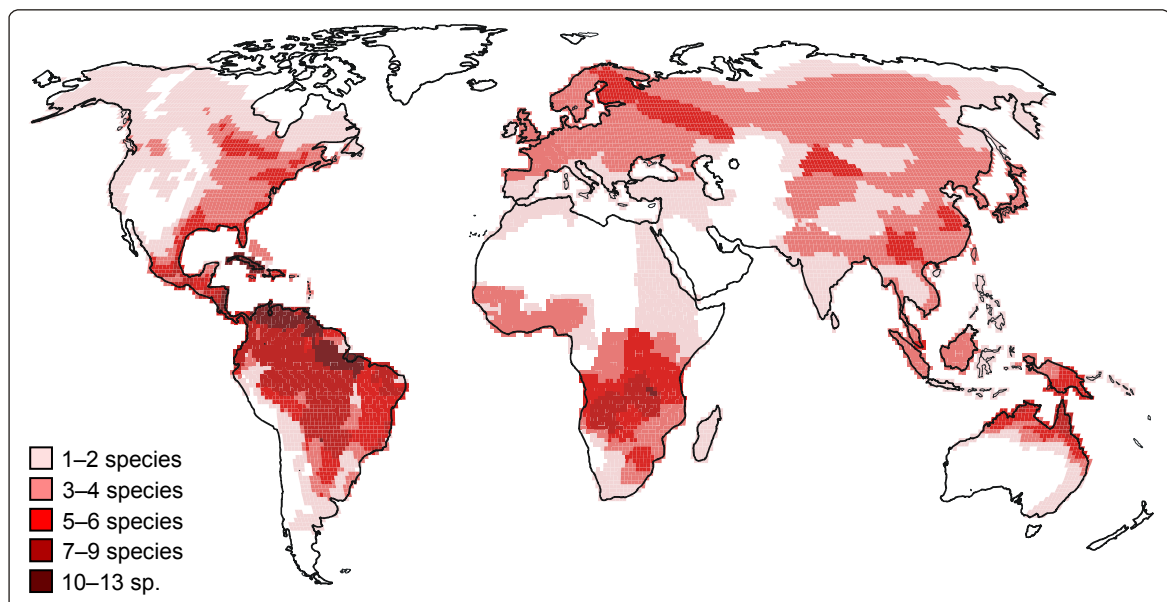 1–2 species
3–4 species
5–6 species
7–9 species
10–13 sp.